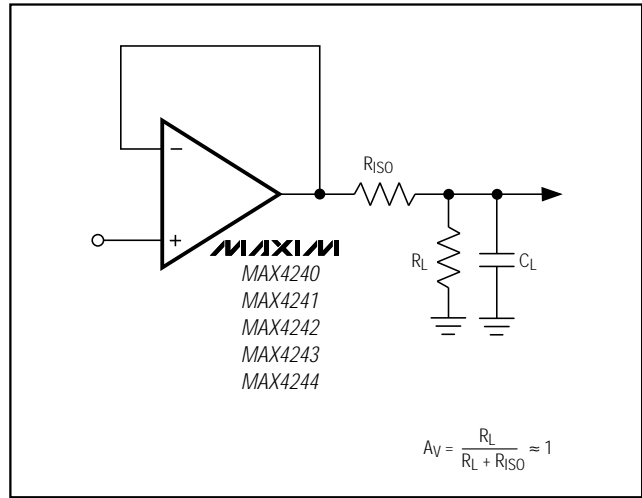 −
RISO
+
MAXIM
RL
CL
MAX4240
MAX4241
MAX4242
MAX4243
MAX4244
AV = RL / (RL + RISO) ≈ 1